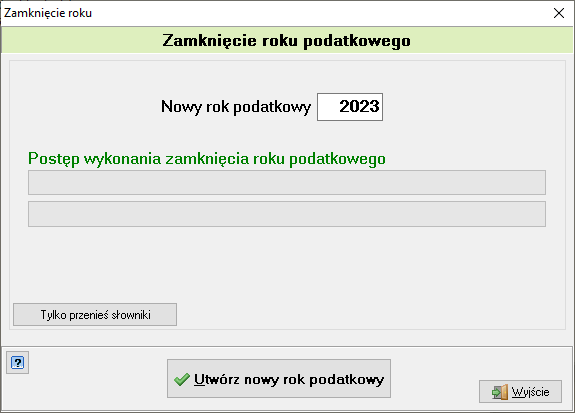 Zamknięcie roku
Zamknięcie roku podatkowego
Nowy rok podatkowy 2023
Postęp wykonania zamknięcia roku podatkowego
Tylko przenieś słowniki
?
Utwórz nowy rok podatkowy
Wyjście